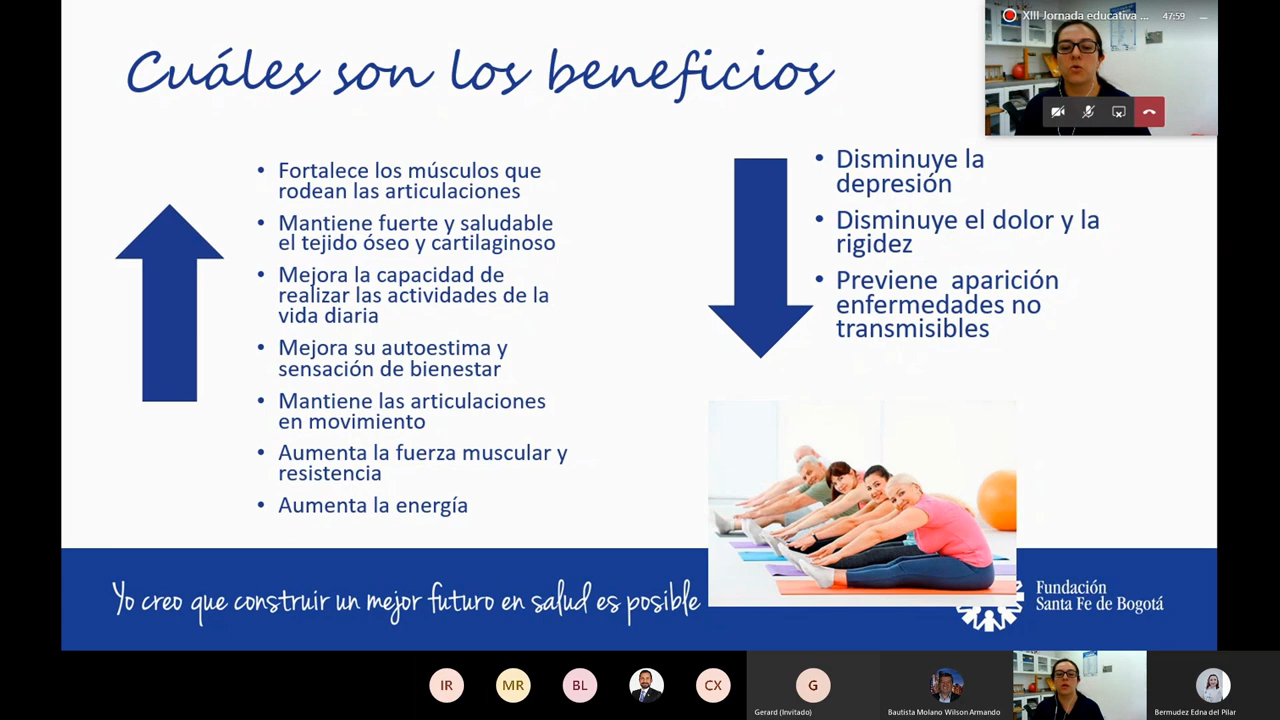 Cuáles son los beneficios
XIII Jornada educativa ...
47:59
• Fortalece los músculos que
rodean las articulaciones
• Mantiene fuerte y saludable
el tejido óseo y cartilaginoso
• Mejora la capacidad de
realizar las actividades de la
vida diaria
• Mejora su autoestima y
sensación de bienestar
• Mantiene las articulaciones
en movimiento
• Aumenta la fuerza muscular y
resistencia
• Aumenta la energía
• Disminuye la
depresión
• Disminuye el dolor y la
rigidez
• Previene aparición
enfermedades no
transmisibles
Yo creo que construir un mejor futuro en salud es posible
Fundación
Santa Fe de Bogotá
IR
MR
BL
CX
G
Gerard (Invitado)
Bautista Molano Wilson Armando
Bermudez Edna del Pilar